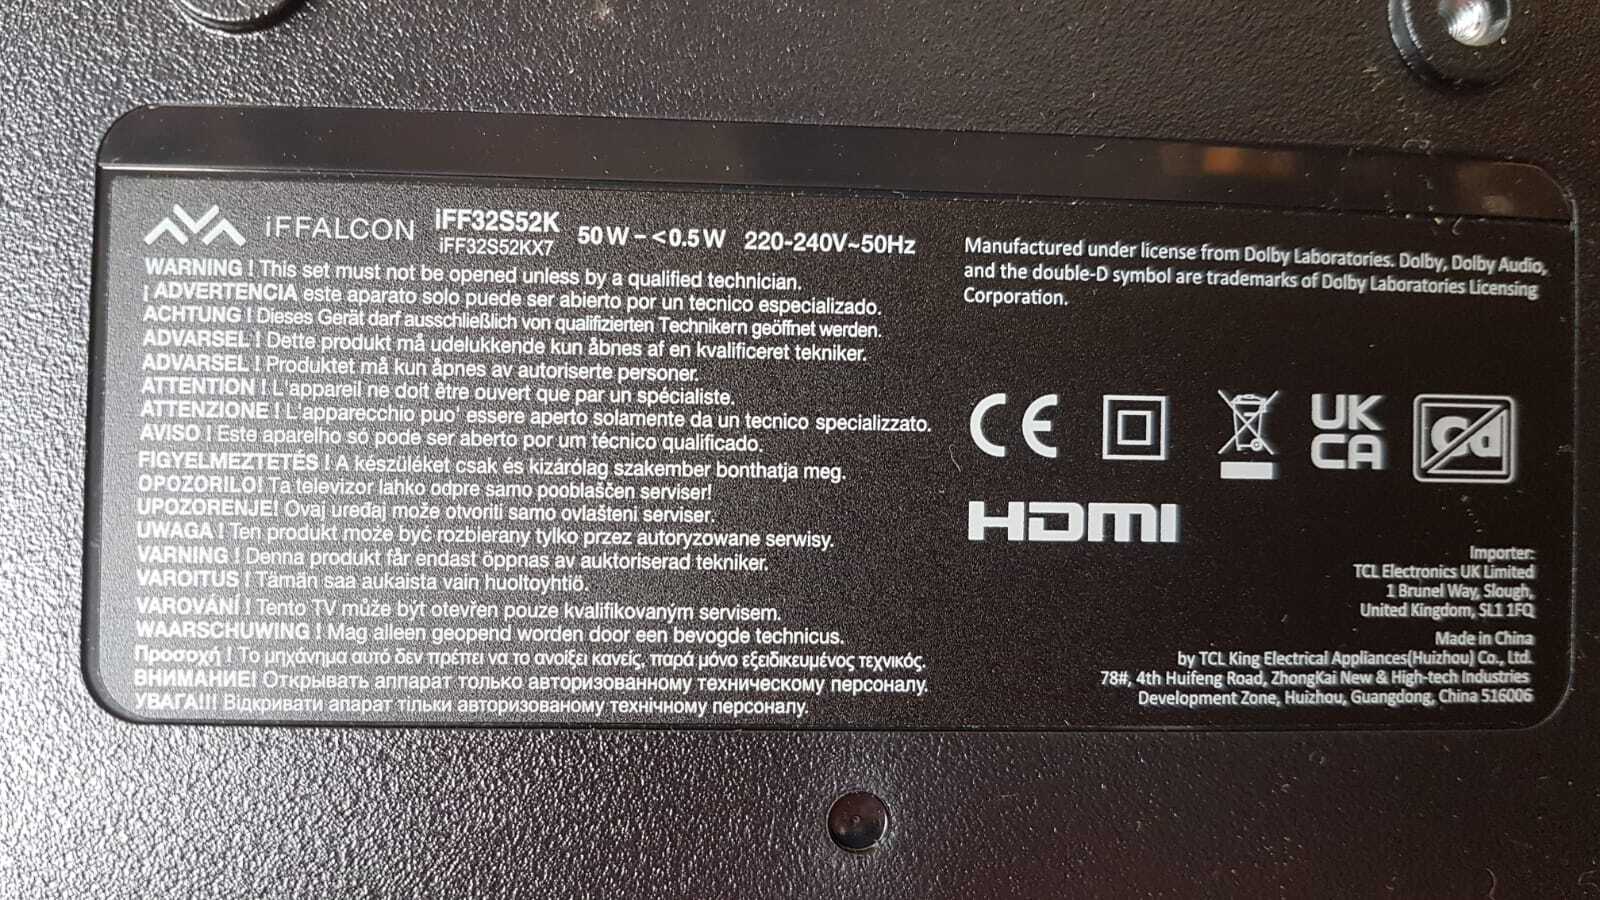 iFFALCON iFF32S52K 50W – <0.5W 220-240V~50Hz
iFF32S52KX7
WARNING ! This set must not be opened unless by a qualified technician.
¡ ADVERTENCIA este aparato solo puede ser abierto por un tecnico especializado.
ACHTUNG ! Dieses Gerät darf ausschließlich von qualifizierten Technikern geöffnet werden.
ADVARSEL ! Dette produkt må udelukkende kun åbnes af en kvalificeret tekniker.
ADVARSEL ! Produktet må kun åpnes av autoriserte personer.
ATTENTION ! L'appareil ne doit être ouvert que par un spécialiste.
ATTENZIONE ! L'apparecchio puo' essere aperto solamente da un tecnico specializzato.
AVISO ! Este aparelho só pode ser aberto por um técnico qualificado.
FIGYELMEZTETÉS ! A készüléket csak és kizárólag szakember bonthatja meg.
OPOZORILO! Ta televizor lahko odpre samo pooblaščen serviser!
UPOZORENJE! Ovaj uređaj može otvoriti samo ovlašteni serviser.
UWAGA ! Ten produkt może być rozbierany tylko przez autoryzowane serwisy.
VARNING ! Denna produkt får endast öppnas av auktoriserad tekniker.
VAROITUS ! Tämän saa aukaista vain huoltoyhtiö.
VAROVÁNÍ ! Tento TV může být otevřen pouze kvalifikovaným servisem.
WAARSCHUWING ! Mag alleen geopend worden door een bevogde technicus.
Προσοχή ! Το μηχάνημα αυτό δεν πρέπει να το ανοίξει κανείς, παρά μόνο εξειδικευμένος τεχνικός.
ВНИМАНИЕ! Открывать аппарат только авторизованному техническому персоналу.
УВАГА!!! Відкривати апарат тільки авторизованому технічному персоналу.
Manufactured under license from Dolby Laboratories. Dolby, Dolby Audio,
and the double-D symbol are trademarks of Dolby Laboratories Licensing
Corporation.
CE UK
CA Cd
HDMI
Importer:
TCL Electronics UK Limited
1 Brunel Way, Slough,
United Kingdom, SL1 1FQ
Made in China
by TCL King Electrical Appliances(Huizhou) Co., Ltd.
78#, 4th Huifeng Road, ZhongKai New & High-tech Industries
Development Zone, Huizhou, Guangdong, China 516006